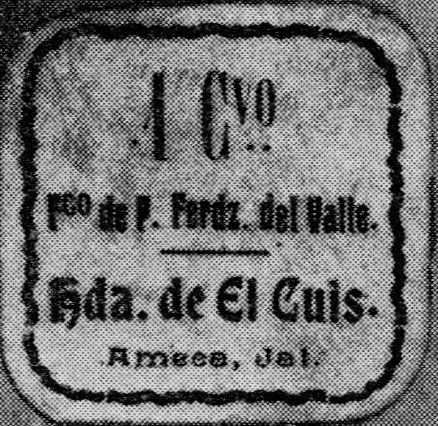 1 Cvo
Fco de P. Ferdz. del Valle.
Hda. de El Cuis.
Ameca, Jal.